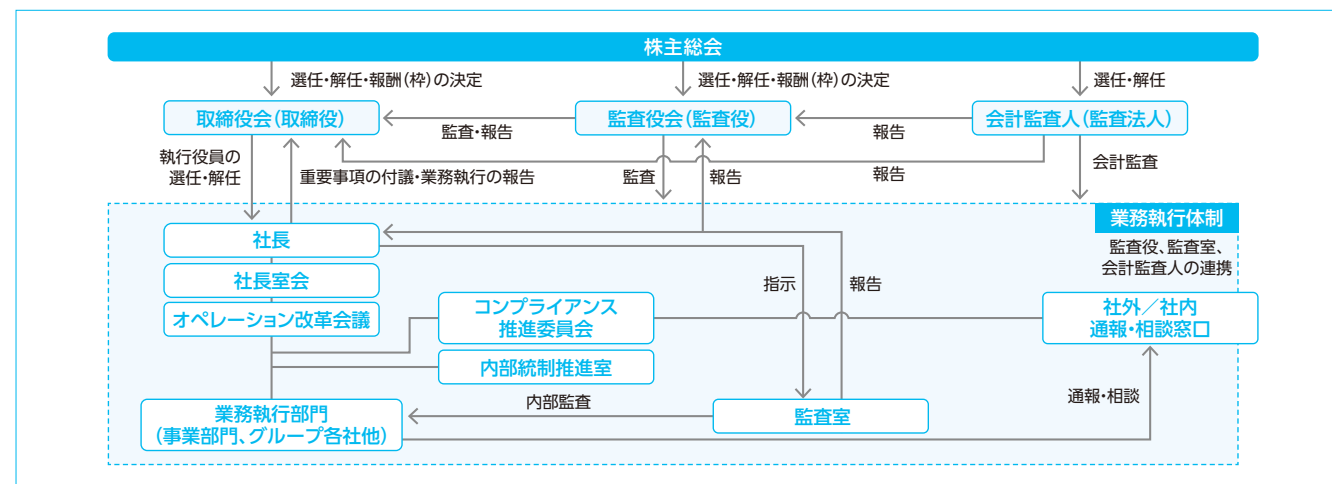 株主総会
選任・解任・報酬(枠)の決定
選任・解任・報酬(枠)の決定
選任・解任
取締役会(取締役)
監査役会(監査役)
会計監査人(監査法人)
監査・報告
報告
執行役員の
選任・解任
重要事項の付議・業務執行の報告
監査
報告
報告
会計監査
業務執行体制
監査役、監査室、
会計監査人の連携
社長
社長室会
オペレーション改革会議
指示
報告
コンプライアンス
推進委員会
社外/社内
通報・相談窓口
内部統制推進室
内部監査
通報・相談
業務執行部門
(事業部門、グループ各社他)
監査室